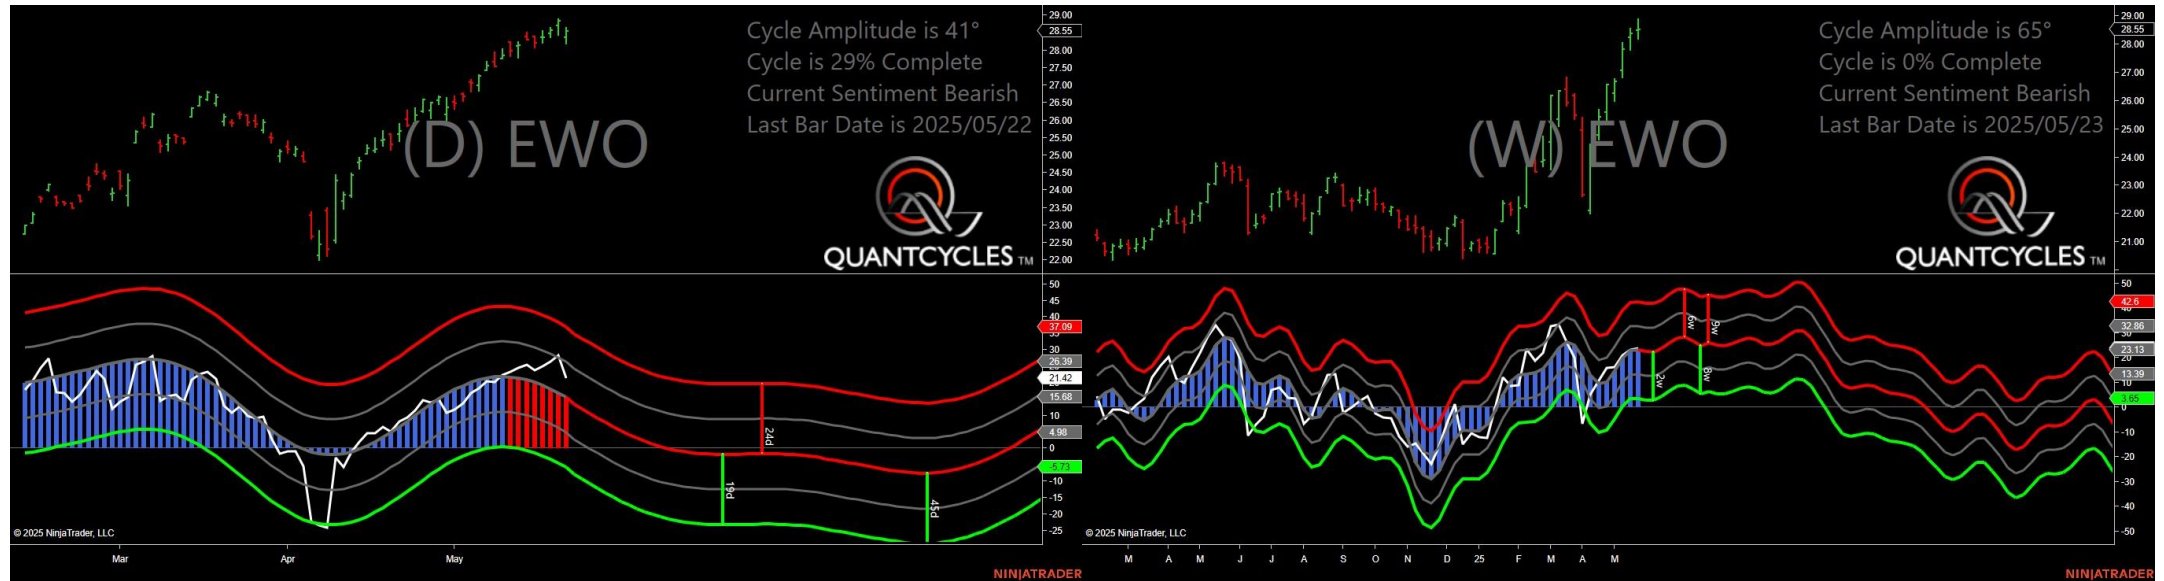 Cycle Amplitude is 41°
Cycle is 29% Complete
Current Sentiment Bearish
Last Bar Date is 2025/05/22
(D) EWO
QUANTCYCLES TM
29.00
28.55
28.00
27.50
27.00
26.50
26.00
25.50
25.00
24.50
24.00
23.50
23.00
22.50
22.00
50
45
40
37.09
30
26.39
21.42
15.68
10
4.98
0
-5.73
-10
-15
-20
-25
24d
19d
45d
© 2025 NinjaTrader, LLC
Mar
Apr
May
NINJATRADER
Cycle Amplitude is 65°
Cycle is 0% Complete
Current Sentiment Bearish
Last Bar Date is 2025/05/23
(W) EWO
QUANTCYCLES TM
29.00
28.55
28.00
27.00
26.00
25.00
24.00
23.00
22.00
21.00
50
42.6
32.86
23.13
20
13.39
10
3.65
0
-10
-20
-30
-40
-50
6w
9w
2w
8w
© 2025 NinjaTrader, LLC
M A M J J A S O N D 25 F M A M
NINJATRADER